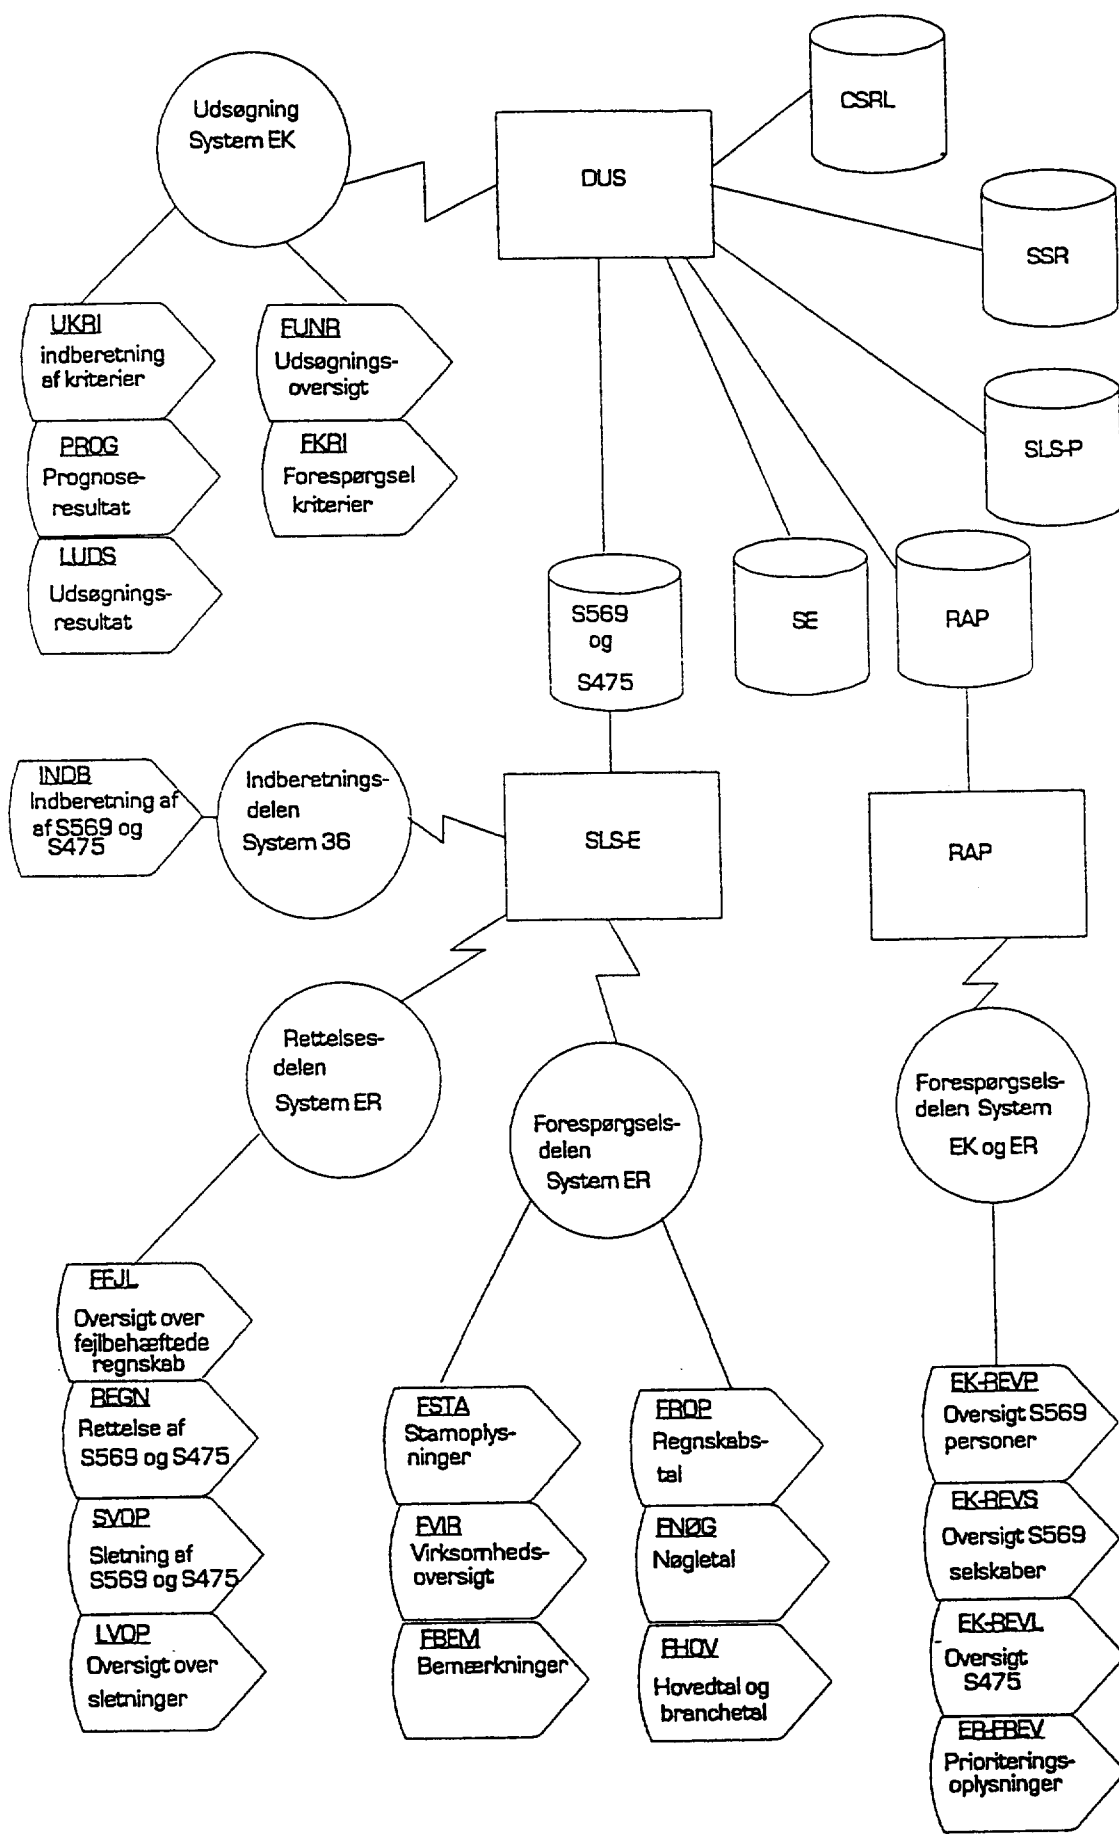 Udsøgning
System EK
DUS
CSRL
SSR
SLS-P
UKRI
indberetning
af kriterier
PROG
Prognose-
resultat
LUDS
Udsøgnings-
resultat
FUNR
Udsøgnings-
oversigt
FKRI
Forespørgsel
kriterier
S569
og
S475
SE
RAP
INDB
Indberetning af
af S569 og
S475
Indberetnings-
delen
System 36
SLS-E
RAP
Rettelses-
delen
System ER
Forespørgsels-
delen
System ER
Forespørgsels-
delen System
EK og ER
FFJL
Oversigt over
fejlbehæftede
regnskab
REGN
Rettelse af
S569 og S475
SVOP
Sletning af
S569 og S475
LVOP
Oversigt over
sletninger
FSTA
Stamoplys-
ninger
FVIR
Virksomheds-
oversigt
FBEM
Bemærkninger
FROP
Regnskabs-
tal
FNØG
Nøgletal
FHOV
Hovedtal og
branchetal
EK-REVP
Oversigt S569
personer
EK-REVS
Oversigt S569
selskaber
EK-REVL
Oversigt
S475
ER-FREV
Prioriterings-
oplysninger